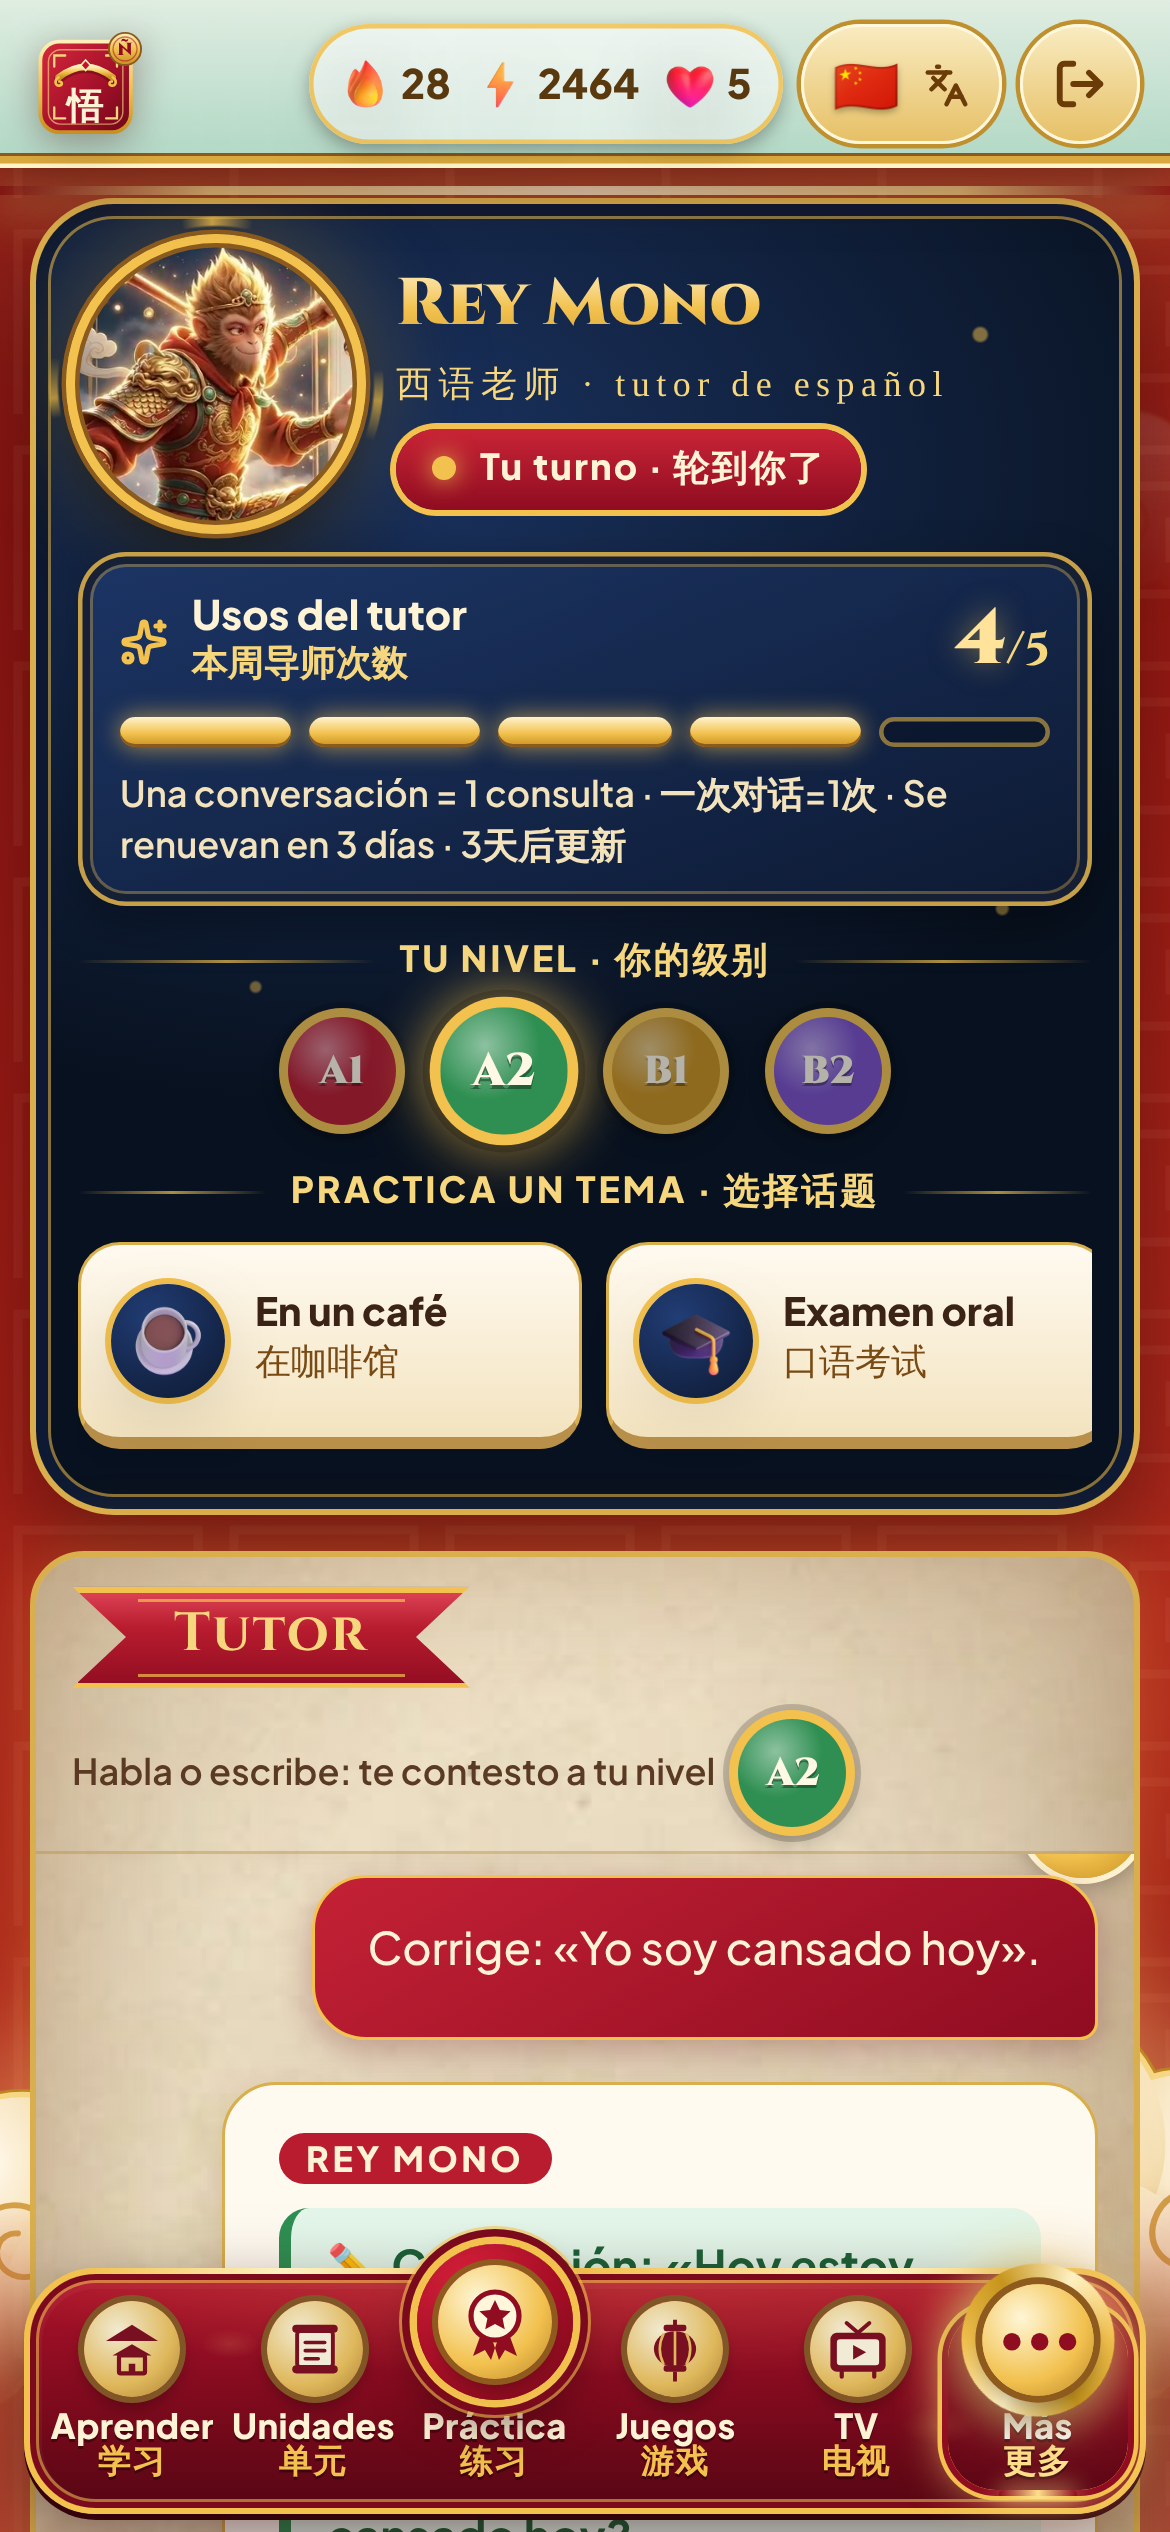 悟 Ñ
28 2464 5
REY MONO
西语老师 · tutor de español
Tu turno · 轮到你了
Usos del tutor
本周导师次数
4/5
Una conversación = 1 consulta · 一次对话=1次 · Se
renuevan en 3 días · 3天后更新
TU NIVEL · 你的级别
A1 A2 B1 B2
PRACTICA UN TEMA · 选择话题
En un café
在咖啡馆
Examen oral
口语考试
TUTOR
Habla o escribe: te contesto a tu nivel A2
Corrige: «Yo soy cansado hoy».
REY MONO
«Hoy estoy
Aprender Unidades Práctica Juegos TV Más
学习 单元 练习 游戏 电视 更多